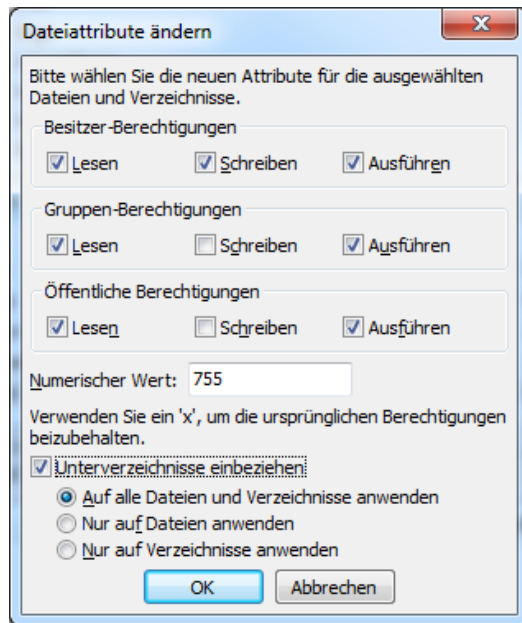 Dateiattribute ändern
Bitte wählen Sie die neuen Attribute für die ausgewählten
Dateien und Verzeichnisse.
Besitzer-Berechtigungen
Lesen Schreiben Ausführen
Gruppen-Berechtigungen
Lesen Schreiben Ausführen
Öffentliche Berechtigungen
Lesen Schreiben Ausführen
Numerischer Wert: 755
Verwenden Sie ein 'x', um die ursprünglichen Berechtigungen
beizubehalten.
Unterverzeichnisse einbeziehen
Auf alle Dateien und Verzeichnisse anwenden
Nur auf Dateien anwenden
Nur auf Verzeichnisse anwenden
OK Abbrechen